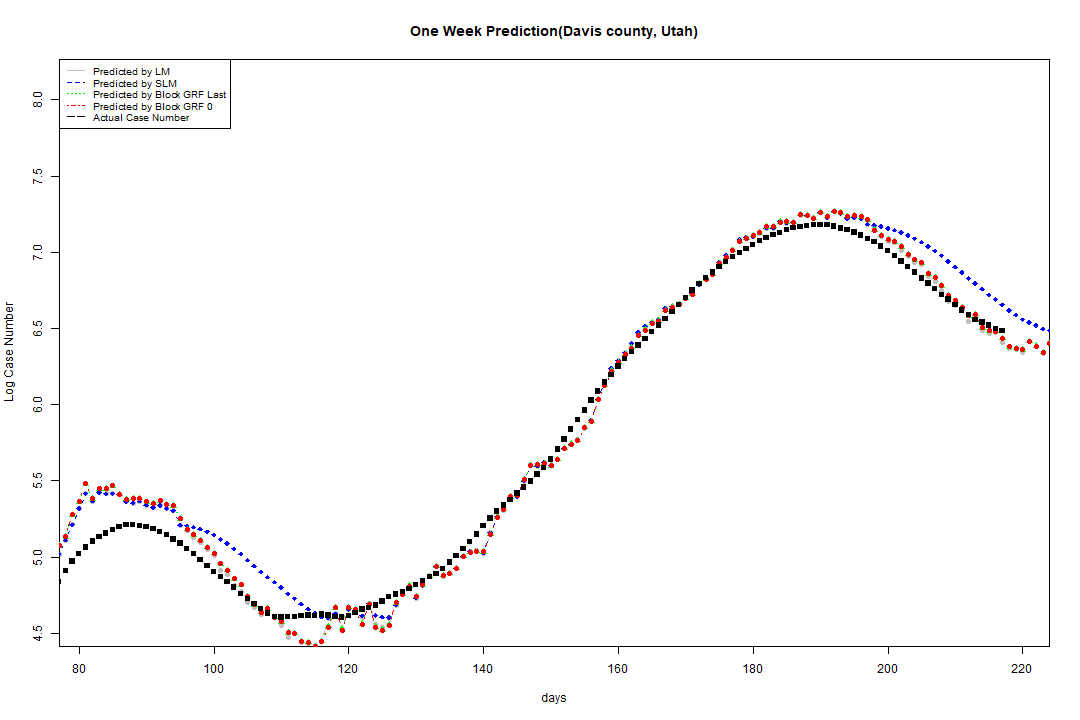 One Week Prediction(Davis county, Utah)
Predicted by LM
Predicted by SLM
Predicted by Block GRF Last
Predicted by Block GRF 0
Actual Case Number
Log Case Number
8.0
7.5
7.0
6.5
6.0
5.5
5.0
4.5
80 100 120 140 160 180 200 220
days